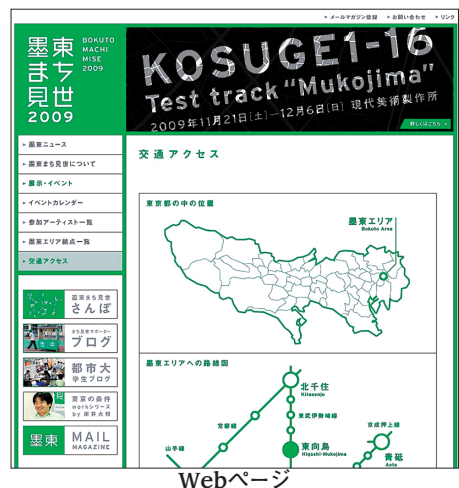 メールマガジン登録 お問い合わせ リンク
墨東
まち
見世
2009
BOKUTO
MACHI
MISE
2009
KOSUGE1-16
Test track “Mukojima”
2009年11月21日[土]—12月6日[日] 現代美術製作所
詳しくはこちら
墨東ニュース
墨東まち見世について
展示・イベント
イベントカレンダー
参加アーティスト一覧
墨東エリア拠点一覧
交通アクセス
墨東まち見世
さんぽ
まち見世サポーター
ブログ
都市大
学生ブログ
東京の条件
workシリーズ
by 岸井大輔
墨東
MAIL
MAGAZINE
交通アクセス
東京都の中の位置
墨東エリア
Bokuto Area
墨東エリアへの路線図
北千住
Kitasenju
東武伊勢崎線
常磐線
京成押上線
山手線
東向島
Higashi-Mukojima
青砥
Aoto
Webページ